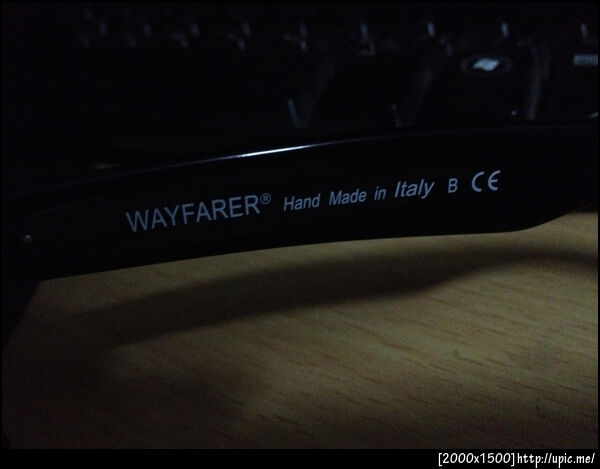 WAYFARER® Hand Made in Italy B CE
[2000x1500]http://upic.me/